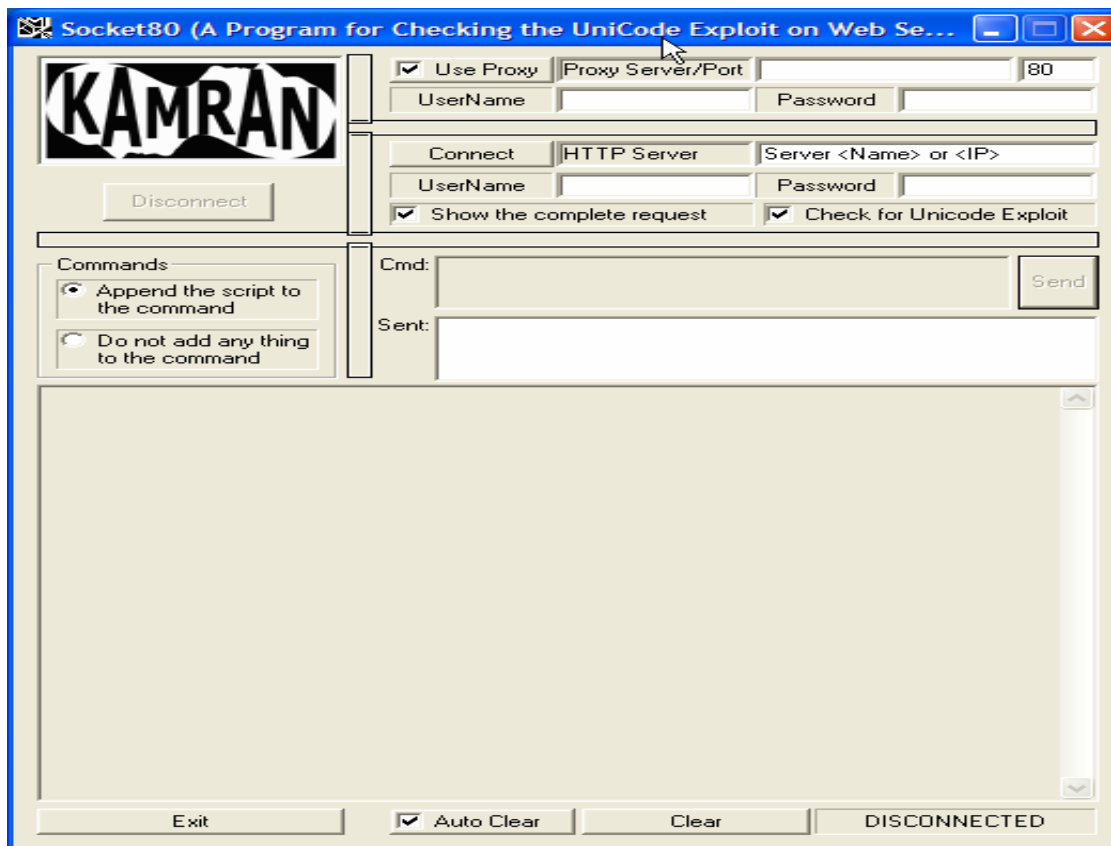 Socket80 (A Program for Checking the UniCode Exploit on Web Se...
KAMRAN
Use Proxy Proxy Server/Port 80
UserName Password
Connect HTTP Server Server <Name> or <IP>
Disconnect
UserName Password
Show the complete request Check for Unicode Exploit
Commands
Append the script to
the command
Do not add any thing
to the command
Cmd: Send
Sent:
Exit Auto Clear Clear DISCONNECTED